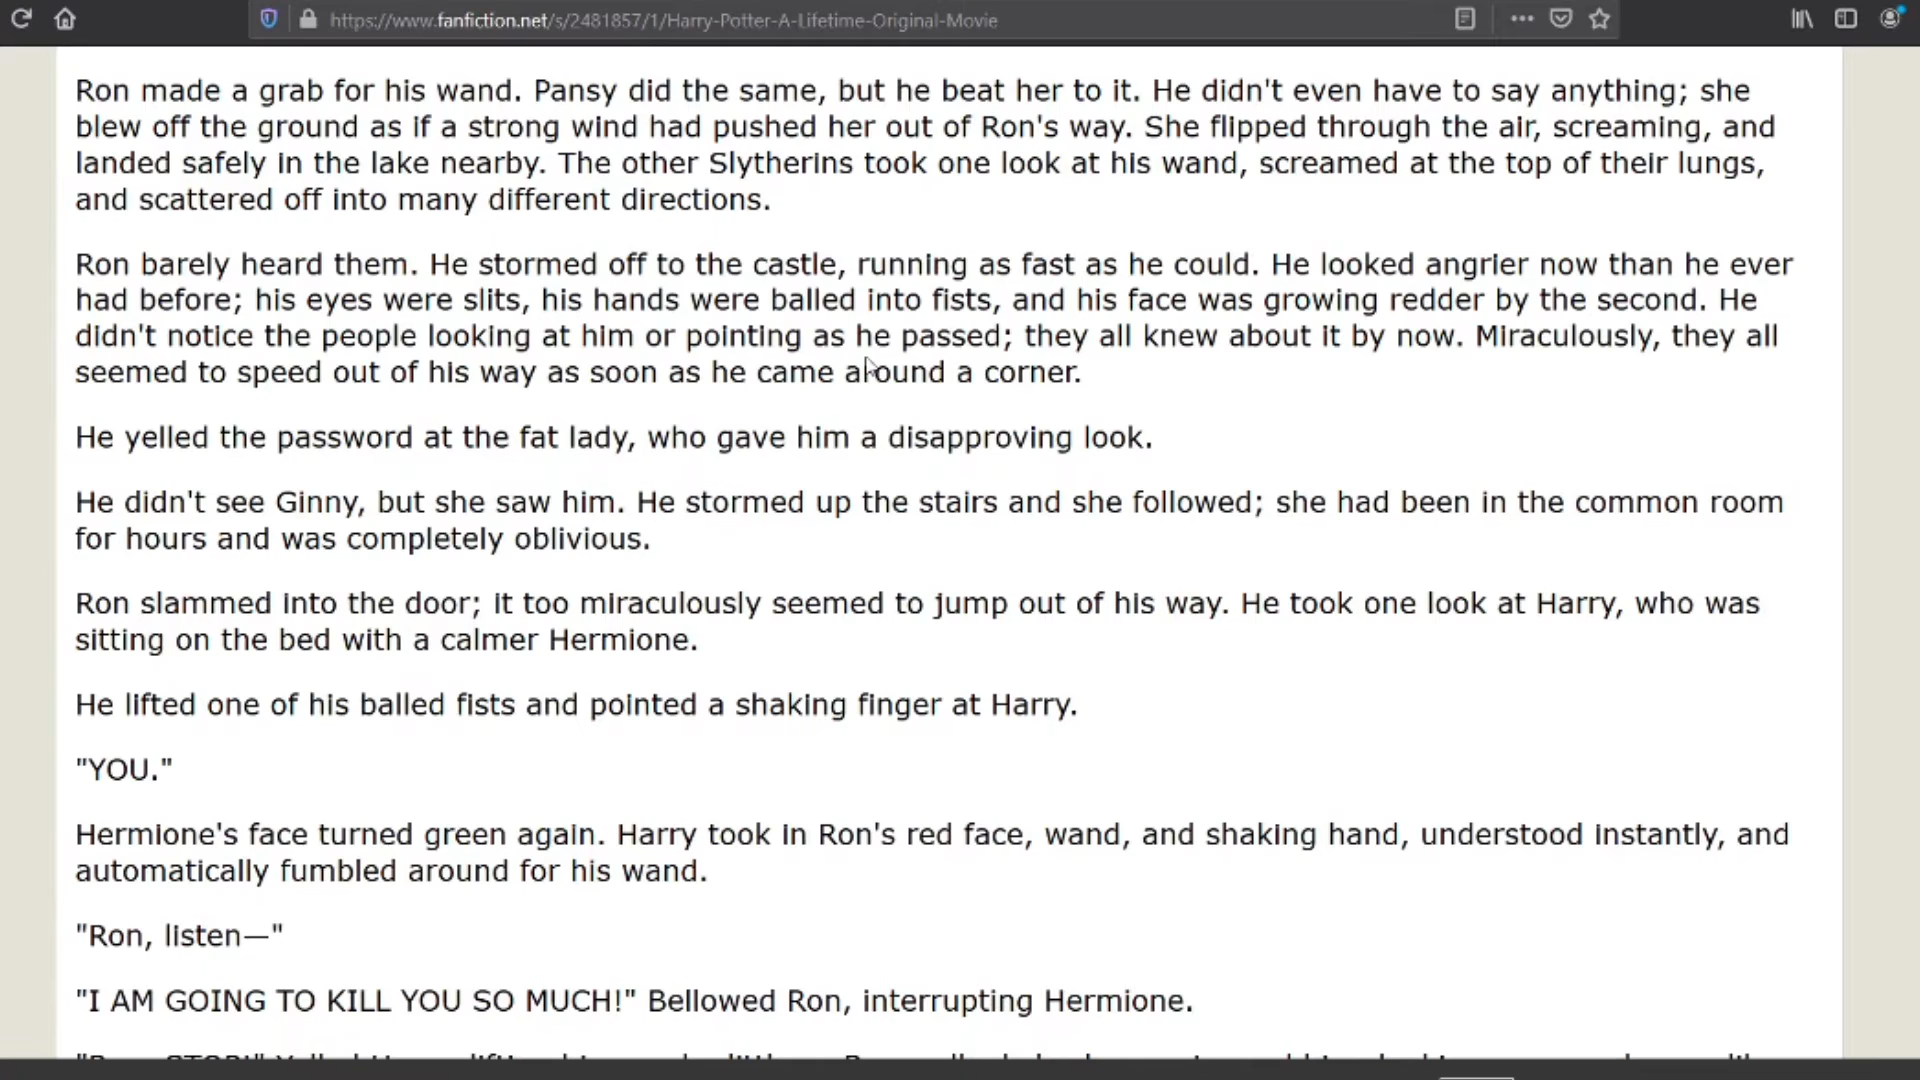 https://www.fanfiction.net/s/2481857/1/Harry-Potter-A-Lifetime-Original-Movie
Ron made a grab for his wand. Pansy did the same, but he beat her to it. He didn't even have to say anything; she
blew off the ground as if a strong wind had pushed her out of Ron's way. She flipped through the air, screaming, and
landed safely in the lake nearby. The other Slytherins took one look at his wand, screamed at the top of their lungs,
and scattered off into many different directions.
Ron barely heard them. He stormed off to the castle, running as fast as he could. He looked angrier now than he ever
had before; his eyes were slits, his hands were balled into fists, and his face was growing redder by the second. He
didn't notice the people looking at him or pointing as he passed; they all knew about it by now. Miraculously, they all
seemed to speed out of his way as soon as he came around a corner.
He yelled the password at the fat lady, who gave him a disapproving look.
He didn't see Ginny, but she saw him. He stormed up the stairs and she followed; she had been in the common room
for hours and was completely oblivious.
Ron slammed into the door; it too miraculously seemed to jump out of his way. He took one look at Harry, who was
sitting on the bed with a calmer Hermione.
He lifted one of his balled fists and pointed a shaking finger at Harry.
"YOU."
Hermione's face turned green again. Harry took in Ron's red face, wand, and shaking hand, understood instantly, and
automatically fumbled around for his wand.
"Ron, listen—"
"I AM GOING TO KILL YOU SO MUCH!" Bellowed Ron, interrupting Hermione.